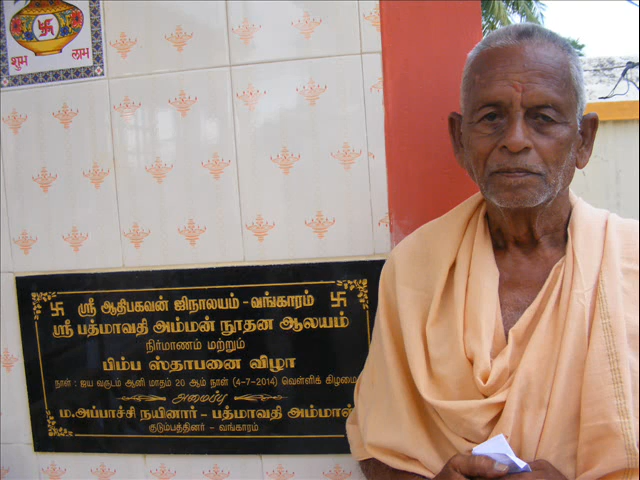 शुभ लाभ
ஸ்ரீ ஆதிபகவன் ஜிநாலயம் - வங்காரம்
ஸ்ரீ பத்மாவதி அம்மன் நூதன ஆலயம்
நிர்மாணம் மற்றும்
பிம்ப ஸ்தாபனை விழா
நாள் : ஜய வருடம் ஆனி மாதம் 20 ஆம் நாள் (4-7-2014) வெள்ளிக் கிழமை
அமைப்பு
ம.அப்பாச்சி நயினார் - பத்மாவதி அம்மாள்
குடும்பத்தினர் - வங்காரம்